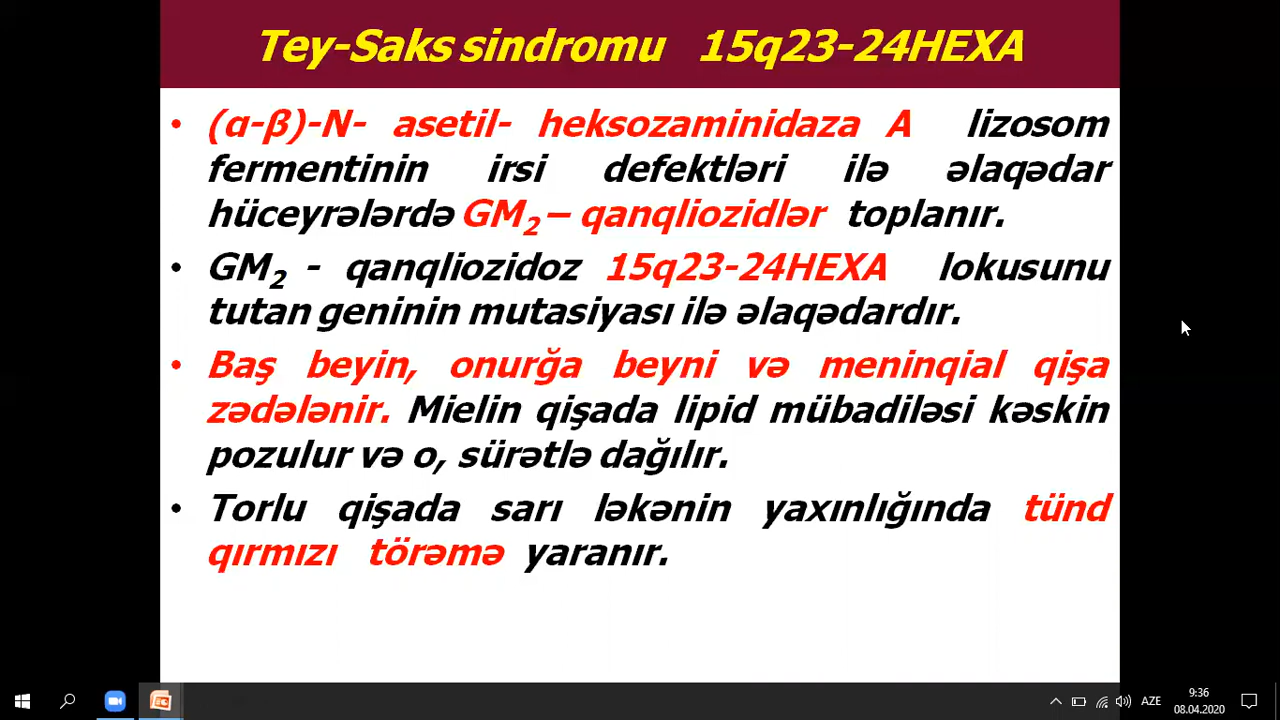 Tey-Saks sindromu 15q23-24HEXA
• (α-β)-N- asetil- heksozaminidaza A lizosom
fermentinin irsi defektləri ilə əlaqədar
hüceyrələrdə GM₂ – qanqliozidlər toplanır.
• GM₂ - qanqliozidoz 15q23-24HEXA lokusunu
tutan geninin mutasiyası ilə əlaqədardır.
• Baş beyin, onurğa beyni və meninqial qişa
zədələnir. Mielin qişada lipid mübadiləsi kəskin
pozulur və o, sürətlə dağılır.
• Torlu qişada sarı ləkənin yaxınlığında tünd
qırmızı törəmə yaranır.
AZE
9:36
08.04.2020